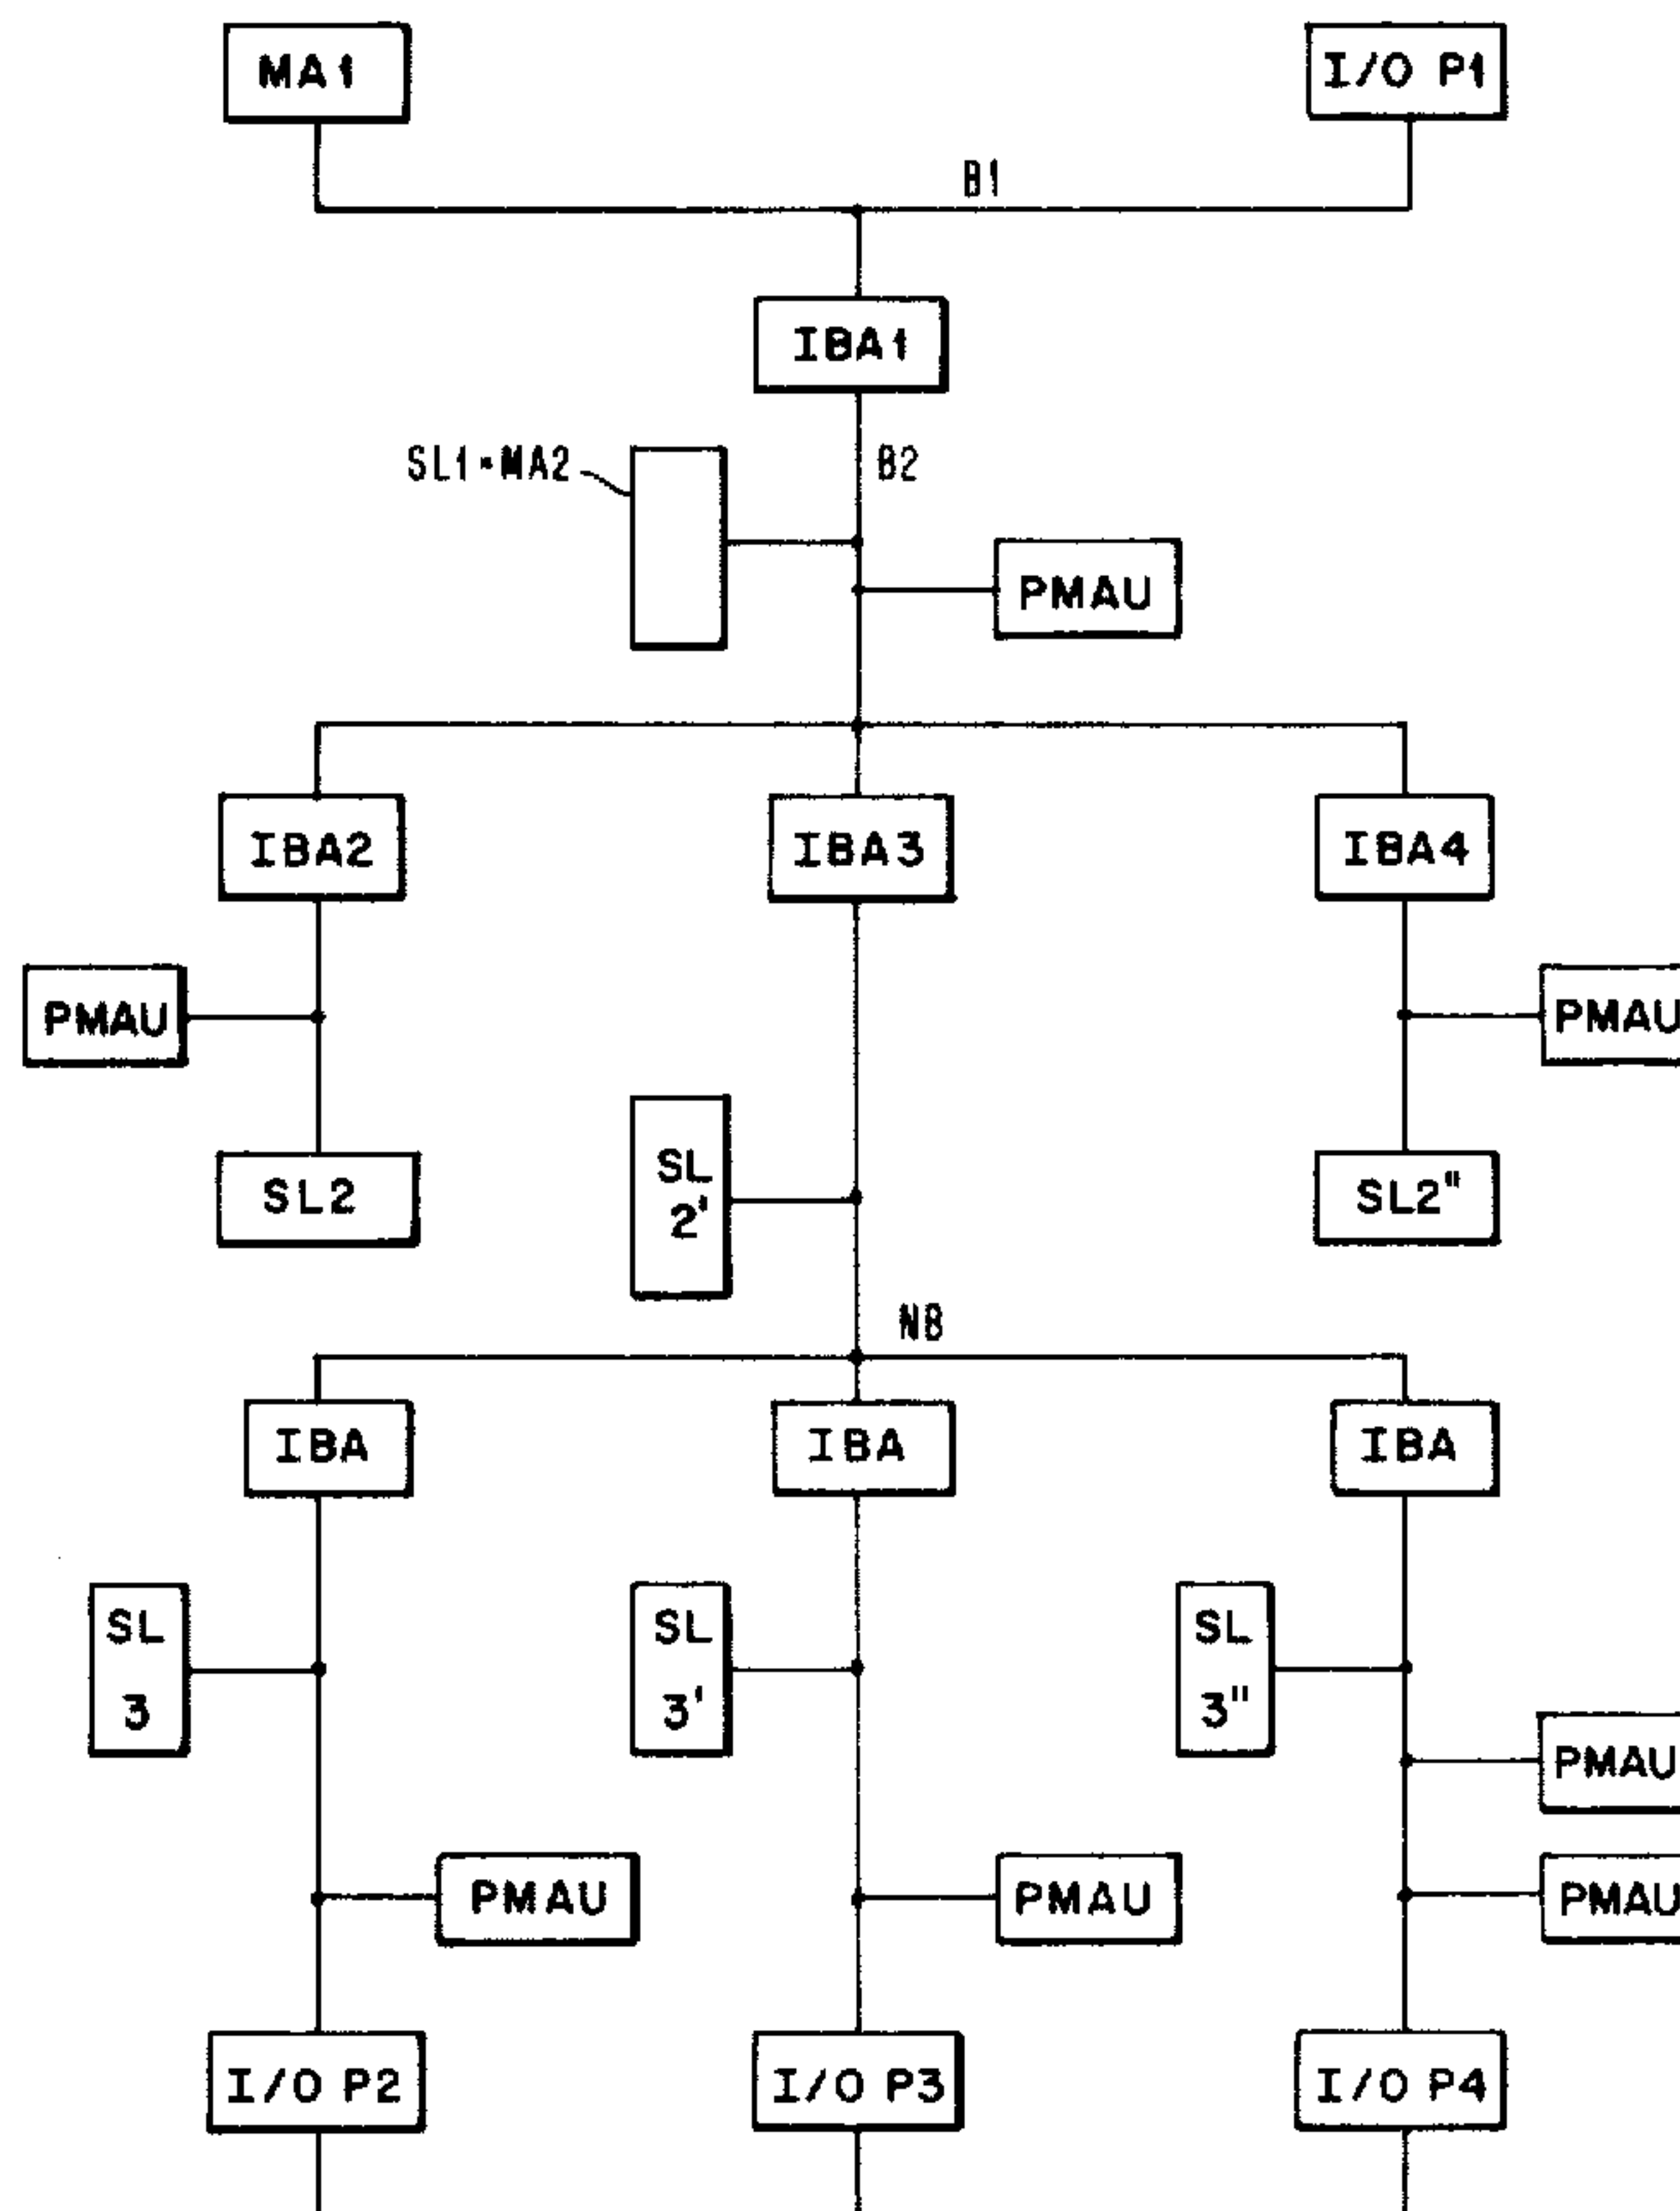 MA1
I/O P1
B1
IBA1
SL1=MA2
B2
PMAU
IBA2
IBA3
IBA4
PMAU
PMAU
SL2
SL
2'
SL2"
NB
IBA
IBA
IBA
SL
3
SL
3'
SL
3"
PMAU
PMAU
PMAU
PMAU
I/O P2
I/O P3
I/O P4